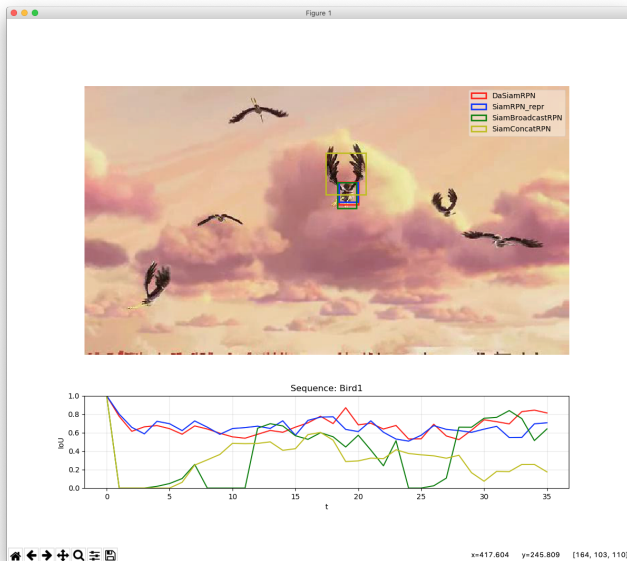 Figure 1
DaSiamRPN
SiamRPN_repr
SiamBroadcastRPN
SiamConcatRPN
Sequence: Bird1
1.0
0.8
0.6
0.4
0.2
0.0
IoU
0 5 10 15 20 25 30 35
t
x=417.604 y=245.809 [164, 103, 110]